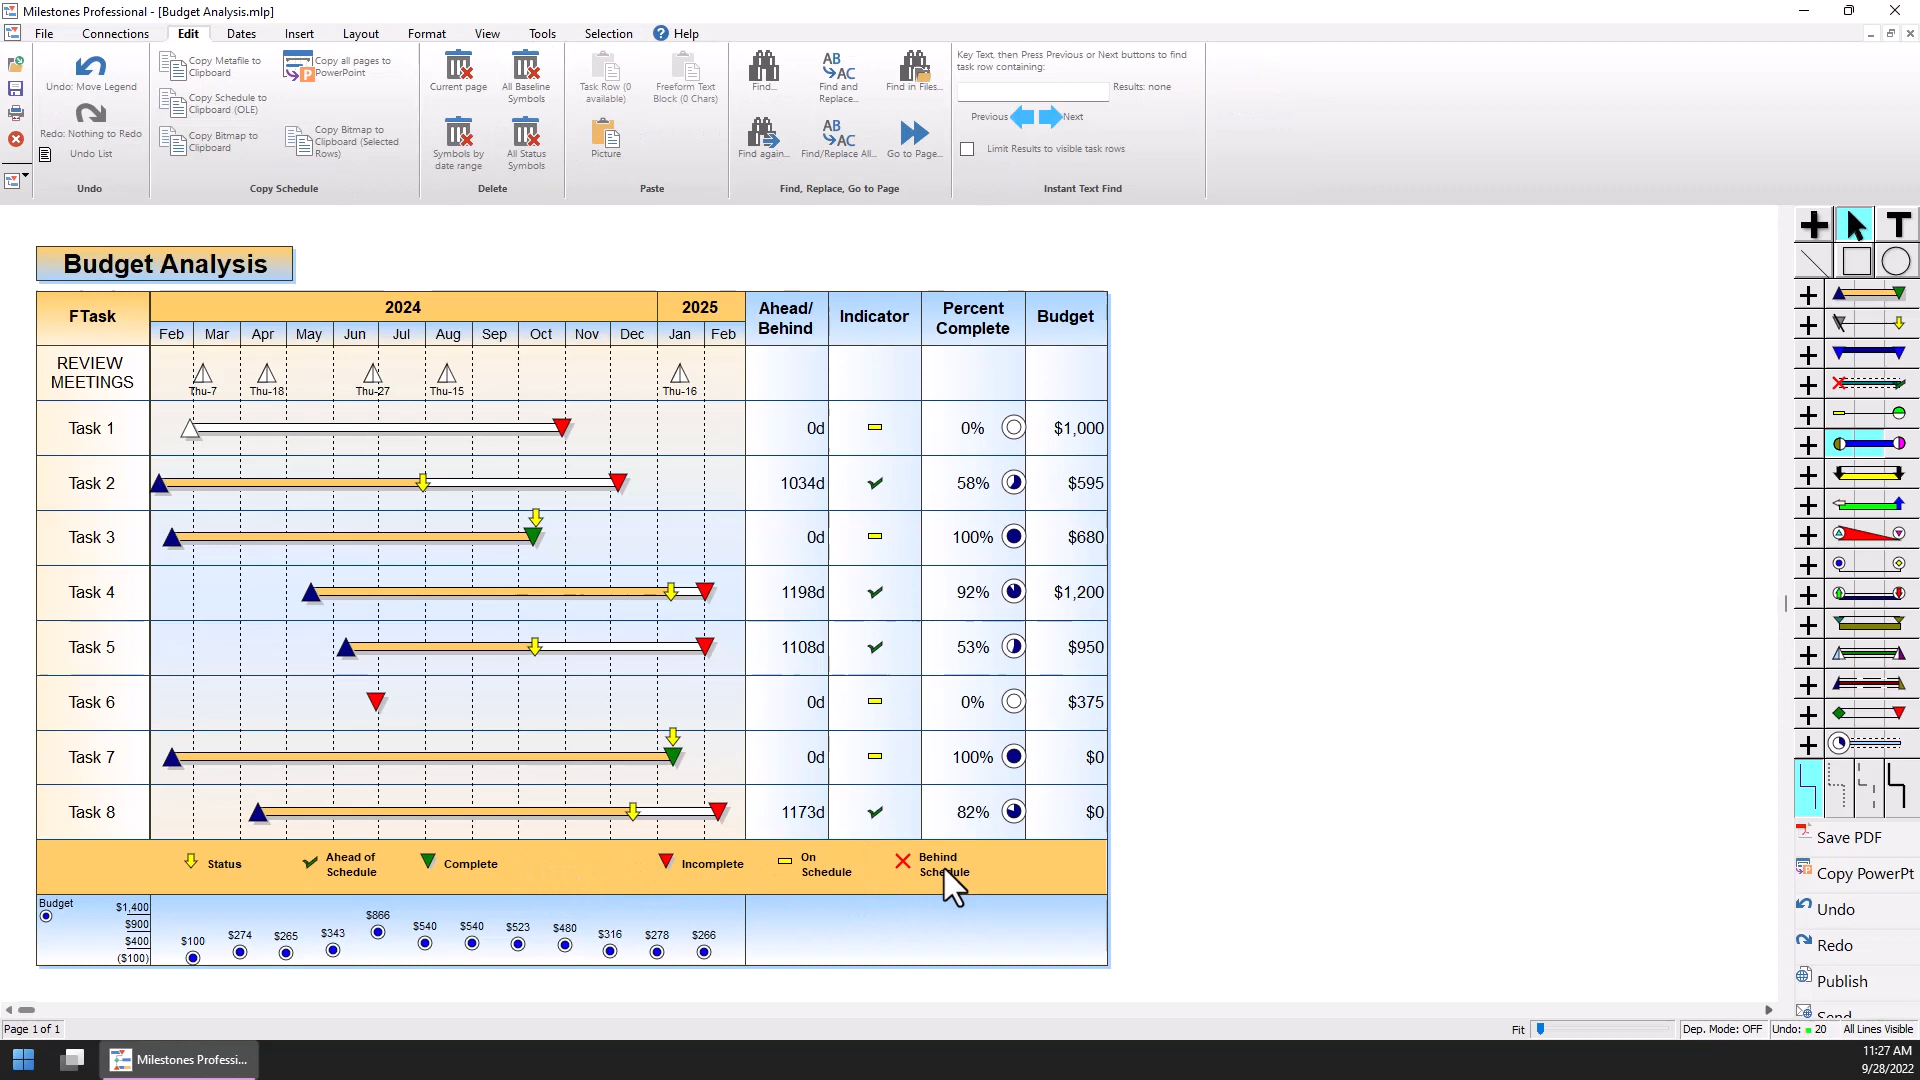 Milestones Professional - [Budget Analysis.mlp]
File Connections Edit Dates Insert Layout Format View Tools Selection Help
Undo: Move Legend
Redo: Nothing to Redo
Undo List
Undo
Copy Metafile to
Clipboard
Copy Schedule to
Clipboard (OLE)
Copy Bitmap to
Clipboard
Copy all pages to
PowerPoint
Copy Bitmap to
Clipboard (Selected
Rows)
Copy Schedule
Current page
All Baseline
Symbols
Symbols by
date range
All Status
Symbols
Delete
Task Row (0
available)
Freeform Text
Block (0 Chars)
Picture
Paste
Find...
Find and
Replace...
Find in Files...
Find again...
Find/Replace All...
Go to Page...
Find, Replace, Go to Page
Key Text, then Press Previous or Next buttons to find
task row containing:
Results: none
Previous Next
Limit Results to visible task rows
Instant Text Find
Budget Analysis
FTask 2024 2025 Ahead/
Behind Indicator Percent
Complete Budget
Feb Mar Apr May Jun Jul Aug Sep Oct Nov Dec Jan Feb
REVIEW
MEETINGS
Thu-7 Thu-18 Thu-27 Thu-15 Thu-16
Task 1 0d 0% $1,000
Task 2 1034d 58% $595
Task 3 0d 100% $680
Task 4 1198d 92% $1,200
Task 5 1108d 53% $950
Task 6 0d 0% $375
Task 7 0d 100% $0
Task 8 1173d 82% $0
Status
Ahead of
Schedule
Complete
Incomplete
On
Schedule
Behind
Schedule
Budget
$1,400
$900
$400
($100)
$100 $274 $265 $343 $866 $540 $540 $523 $480 $316 $278 $266
Save PDF
Copy PowerPt
Undo
Redo
Publish
Send
Page 1 of 1
Fit
Dep. Mode: OFF
Undo: 20
All Lines Visible
Milestones Professi...
11:27 AM
9/28/2022